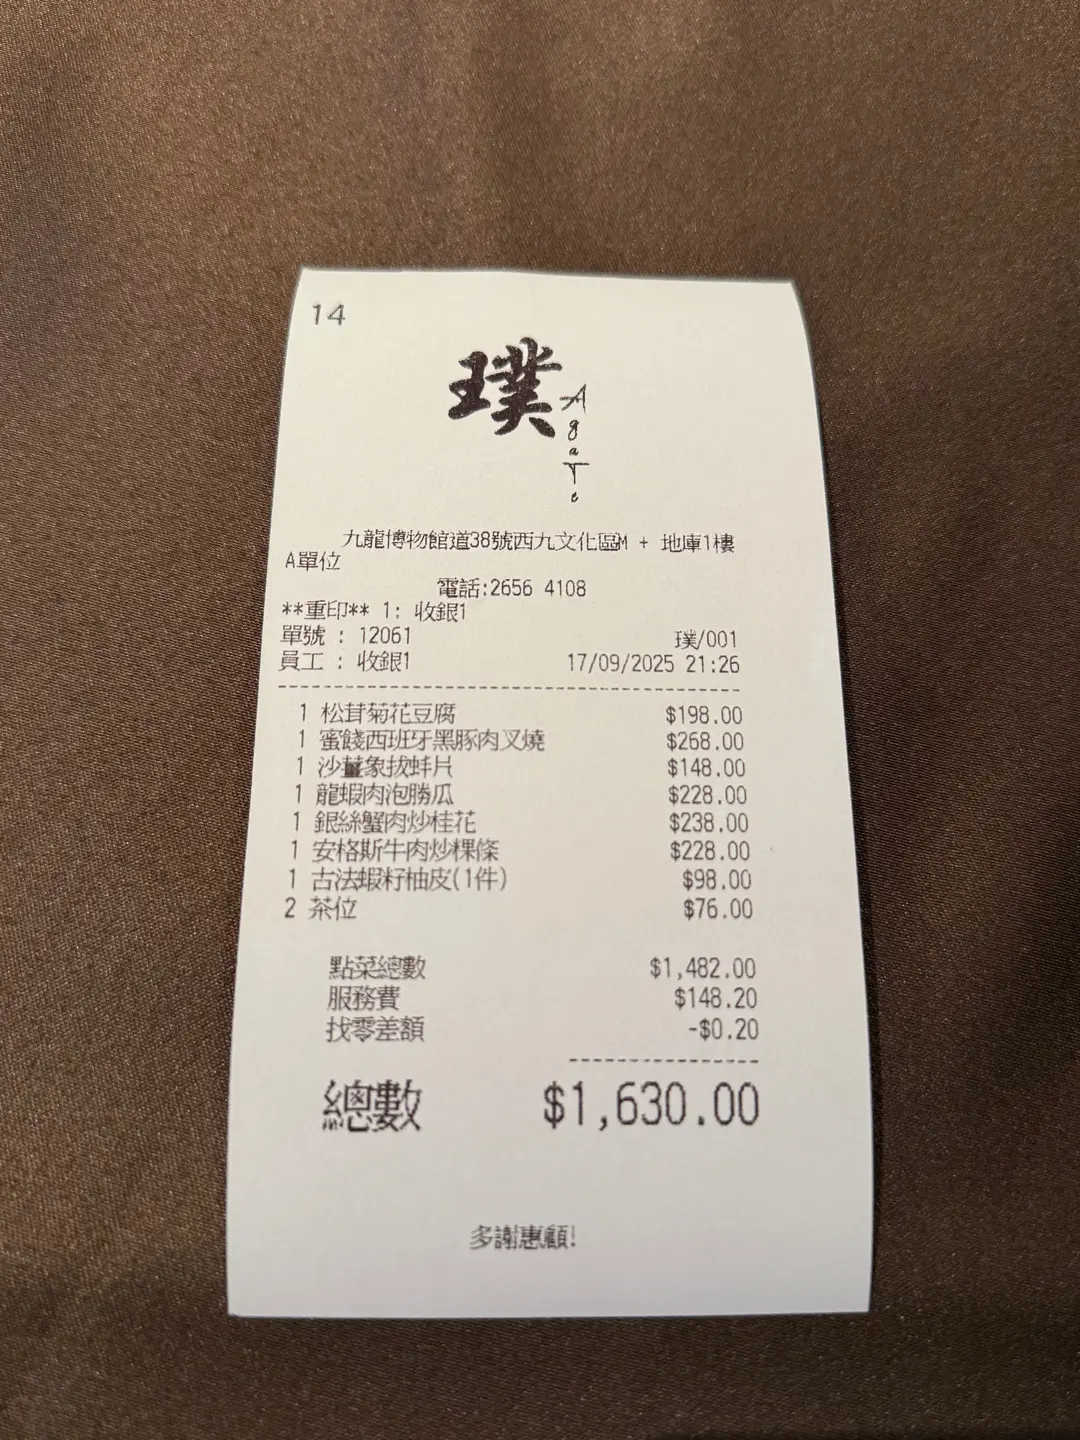 14
璞
Agate
九龍博物館道38號西九文化區M + 地庫1樓
A單位
電話:2656 4108
**重印** 1: 收銀1
單號 : 12061 璞/001
員工 : 收銀1 17/09/2025 21:26
1 松茸菊花豆腐 $198.00
1 蜜餞西班牙黑豚肉叉燒 $268.00
1 沙薑象拔蚌片 $148.00
1 龍蝦肉泡勝瓜 $228.00
1 銀絲蟹肉炒桂花 $238.00
1 安格斯牛肉炒粿條 $228.00
1 古法蝦籽柚皮(1件) $98.00
2 茶位 $76.00
點菜總數 $1,482.00
服務費 $148.20
找零差額 -$0.20
總數 $1,630.00
多謝惠顧!